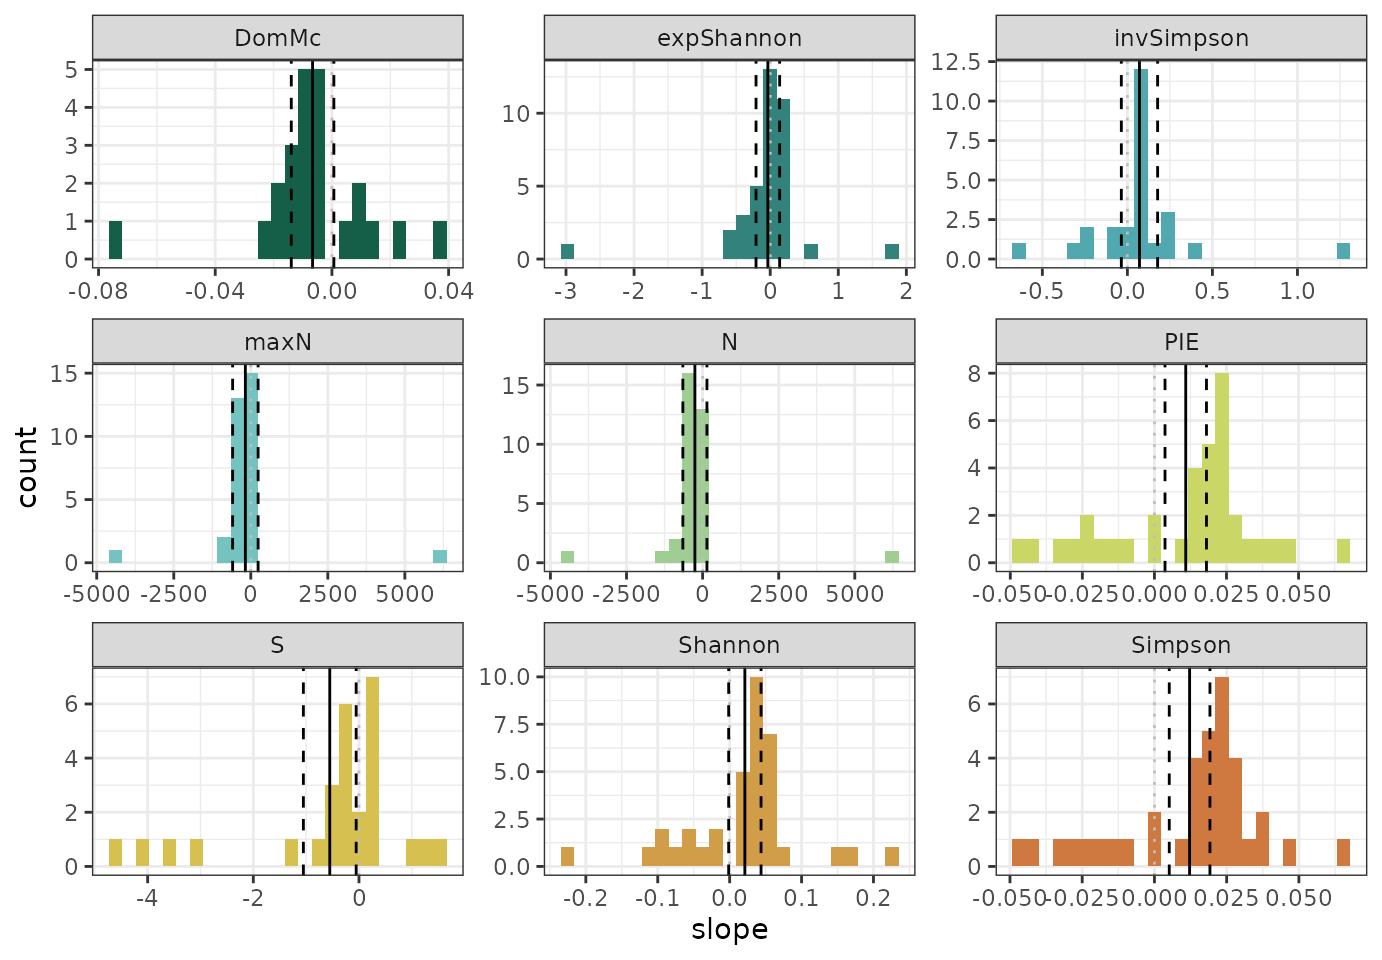 DomMc
expShannon
invSimpson
5
4
3
2
1
0
-0.08 -0.04 0.00 0.04
10
5
0
-3 -2 -1 0 1 2
12.5
10.0
7.5
5.0
2.5
0.0
-0.5 0.0 0.5 1.0
maxN
N
PIE
15
10
5
0
-5000 -2500 0 2500 5000
15
10
5
0
-5000 -2500 0 2500 5000
8
6
4
2
0
-0.050 -0.025 0.000 0.025 0.050
count
S
Shannon
Simpson
6
4
2
0
-4 -2 0
10.0
7.5
5.0
2.5
0.0
-0.2 -0.1 0.0 0.1 0.2
6
4
2
0
-0.050 -0.025 0.000 0.025 0.050
slope